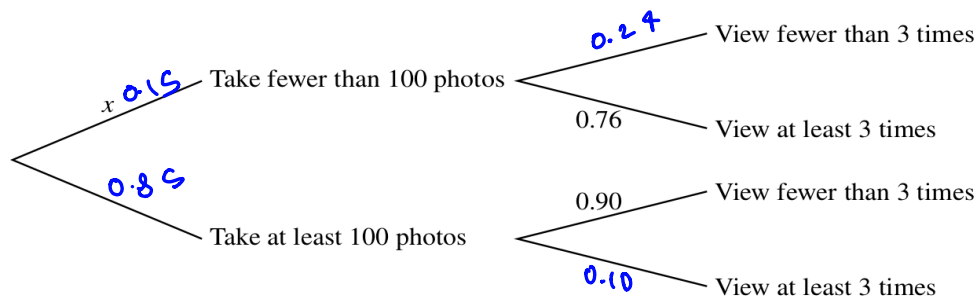 0.24
View fewer than 3 times
x 0.15
Take fewer than 100 photos
0.76
View at least 3 times
0.85
0.90
View fewer than 3 times
Take at least 100 photos
0.10
View at least 3 times